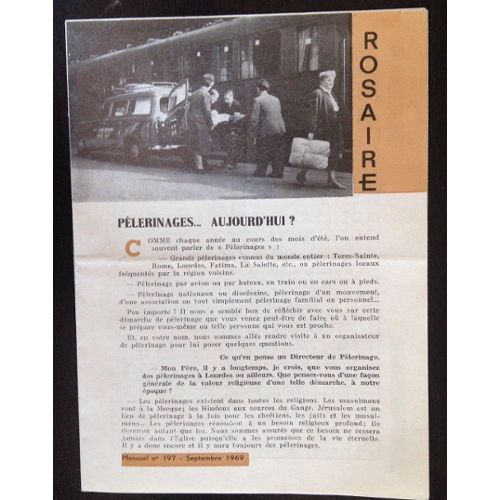 ROSAIRE
PÈLERINAGES... AUJOURD'HUI ?
COMME chaque année au cours des mois d'été, l'on entend
souvent parler de « Pèlerinages » :
— Grands pèlerinages connus du monde entier : Terre-Sainte,
Rome, Lourdes, Fatima, La Salette, etc., ou pèlerinages locaux
fréquentés par la région voisine.
— Pèlerinage par avion ou par bateau, en train ou en cars ou à pieds.
— Pèlerinage nationaux ou diocésains, pèlerinage d'un mouvement,
d'une association ou tout simplement pèlerinage familial ou personnel...
Peu importe ! Il nous a semblé bon de réfléchir avec vous sur cette
démarche de pèlerinage que vous venez peut-être de faire où à laquelle
se prépare vous-même ou telle personne qui vous est proche.
Et, en votre nom, nous sommes allés rendre visite à un organisateur
de pèlerinage pour lui poser quelques questions.
Ce qu'en pense un Directeur de Pèlerinage.
— Mon Père, il y a longtemps, je crois, que vous organisez
des pèlerinages à Lourdes ou ailleurs. Que pensez-vous d'une façon
générale de la valeur religieuse d'une telle démarche, à notre
époque ?
— Les pèlerinages existent dans toutes les religions. Les musulmans
vont à la Mecque; les Hindous aux sources du Gange. Jérusalem est un
lieu de pèlerinage à la fois pour les chrétiens, les juifs et les musul-
mans... Les pèlerinages répondent à un besoin religieux profond; ils
dureront autant que lui. Nous sommes assurés que ce besoin ne cessera
jamais dans l'Eglise puisqu'elle a les promesses de la vie éternelle.
Il y a donc encore et il y aura toujours des pèlerinages.
Mensuel n° 197 - Septembre 1969